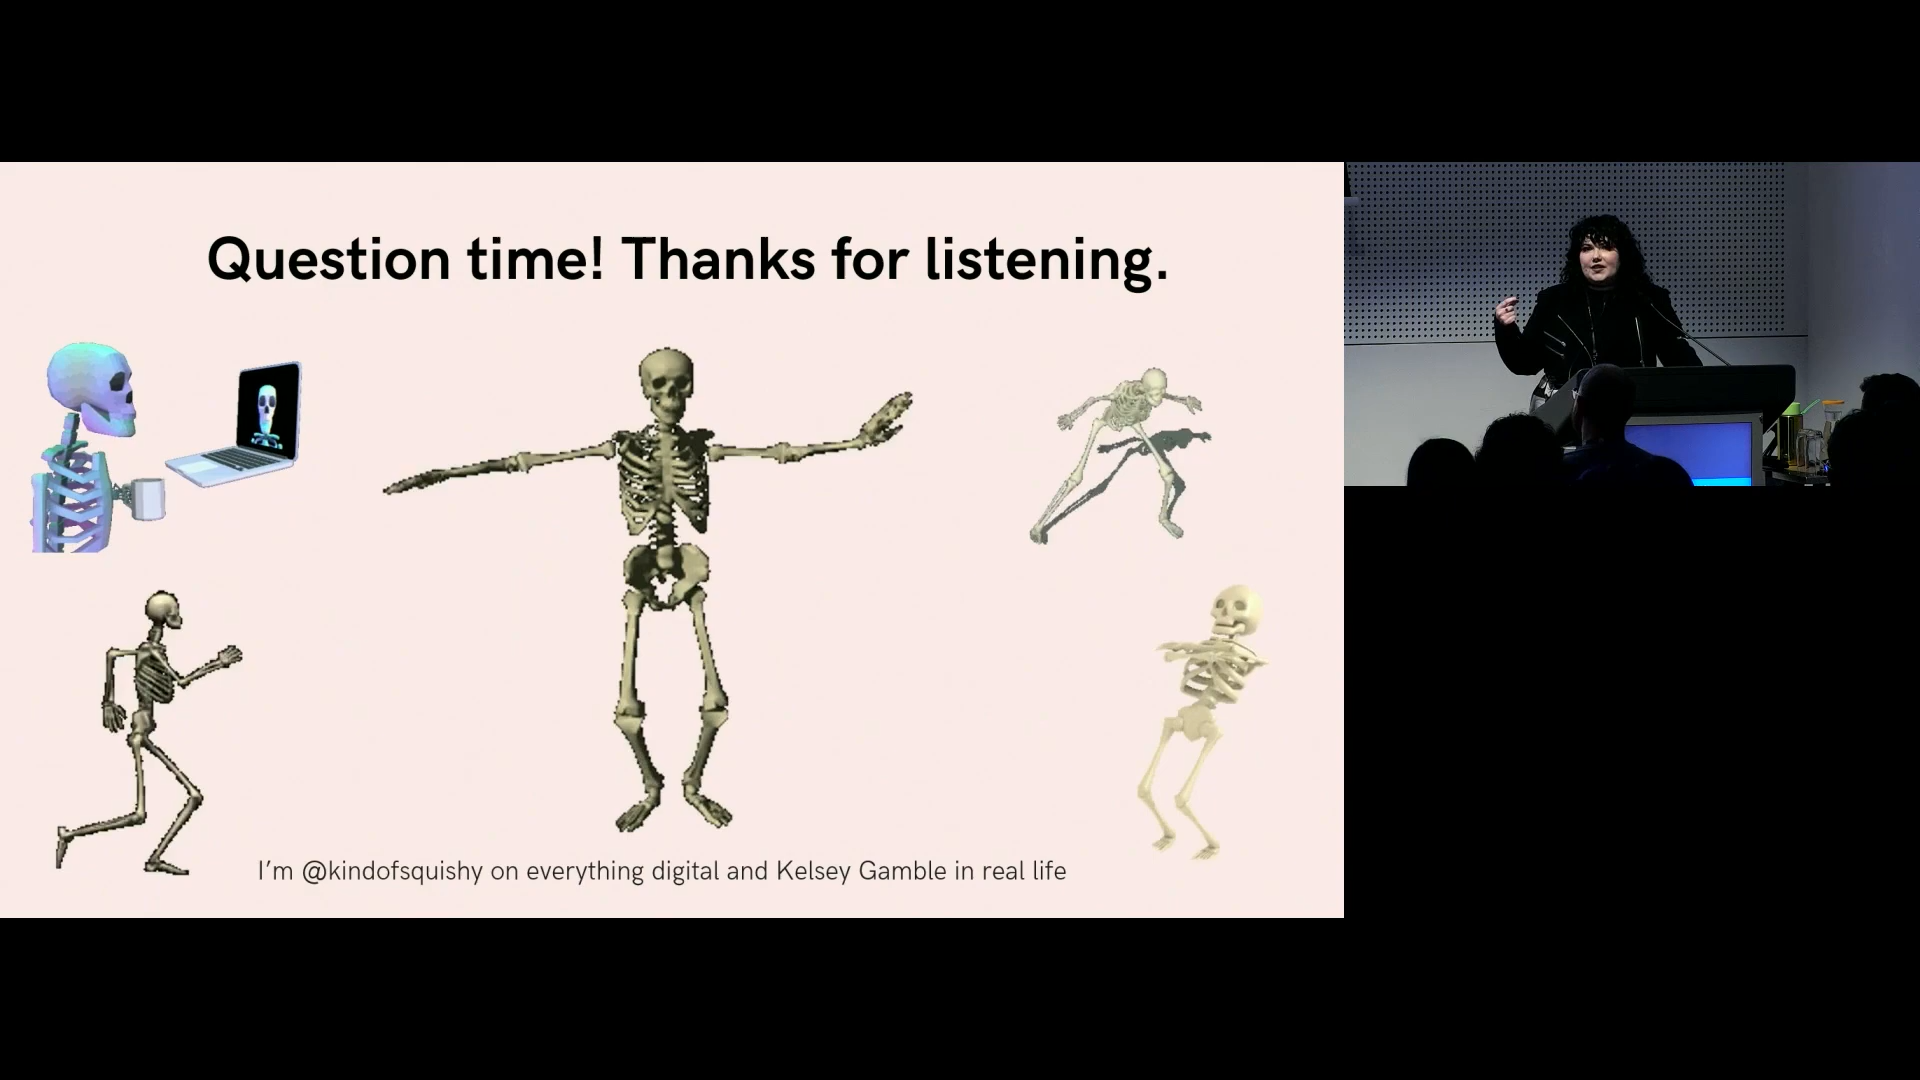 Question time! Thanks for listening.
I'm @kindofsquishy on everything digital and Kelsey Gamble in real life